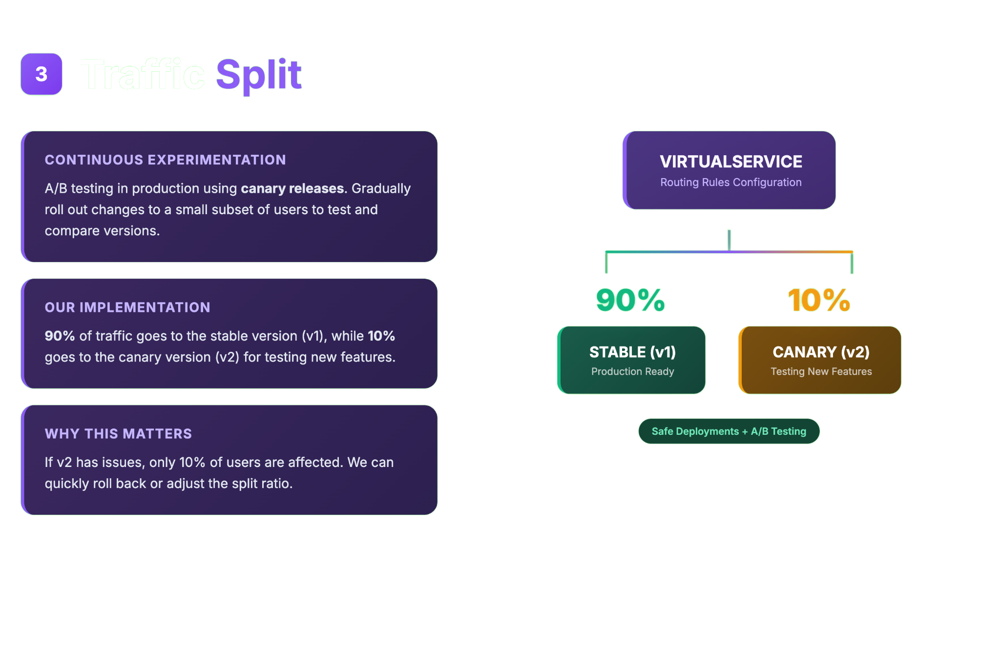 3
Traffic Split
CONTINUOUS EXPERIMENTATION
A/B testing in production using canary releases. Gradually
roll out changes to a small subset of users to test and
compare versions.
OUR IMPLEMENTATION
90% of traffic goes to the stable version (v1), while 10%
goes to the canary version (v2) for testing new features.
WHY THIS MATTERS
If v2 has issues, only 10% of users are affected. We can
quickly roll back or adjust the split ratio.
VIRTUALSERVICE
Routing Rules Configuration
90%
STABLE (v1)
Production Ready
10%
CANARY (v2)
Testing New Features
Safe Deployments + A/B Testing